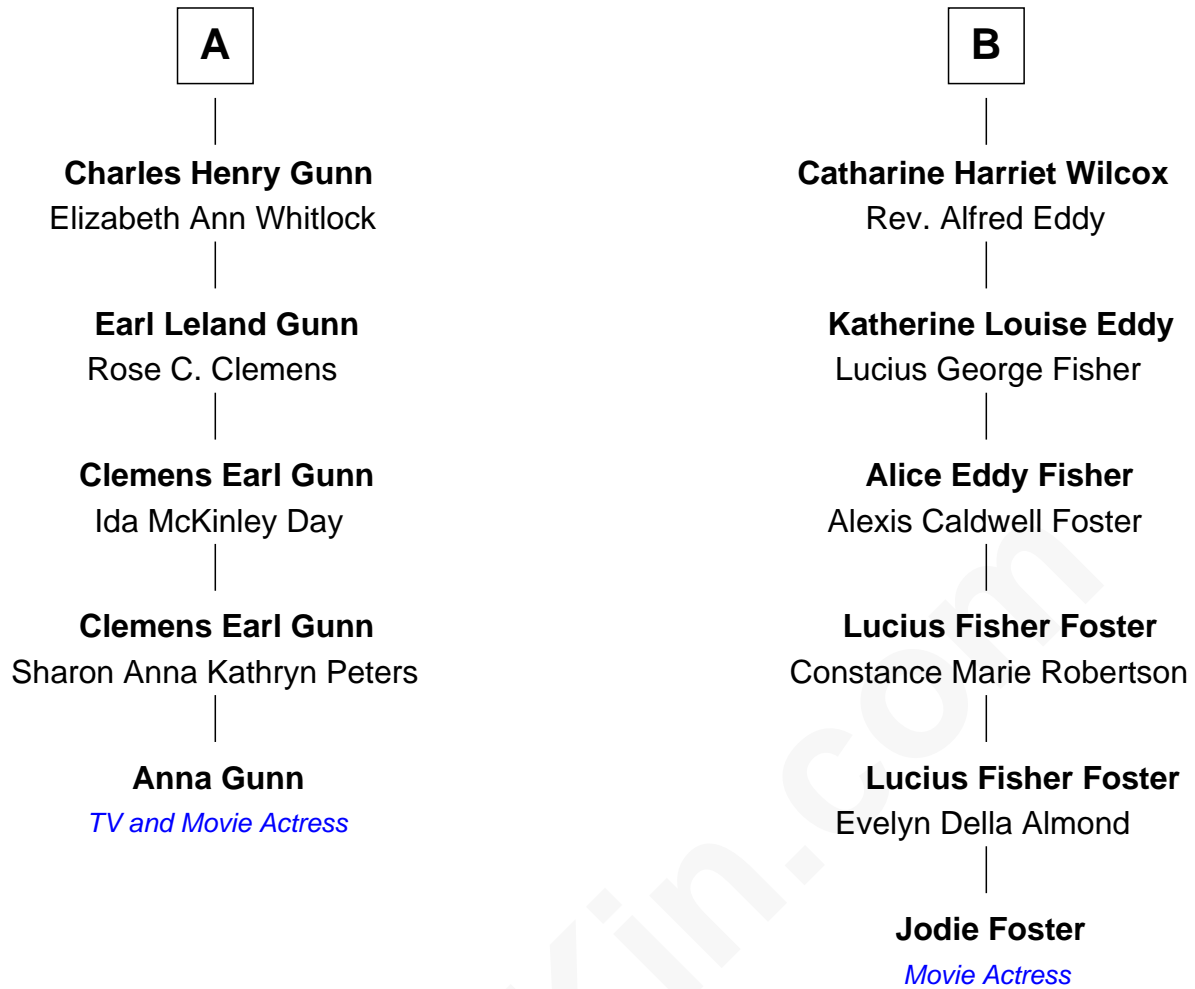 A
Charles Henry Gunn
Elizabeth Ann Whitlock
Earl Leland Gunn
Rose C. Clemens
Clemens Earl Gunn
Ida McKinley Day
Clemens Earl Gunn
Sharon Anna Kathryn Peters
Anna Gunn
TV and Movie Actress
B
Catharine Harriet Wilcox
Rev. Alfred Eddy
Katherine Louise Eddy
Lucius George Fisher
Alice Eddy Fisher
Alexis Caldwell Foster
Lucius Fisher Foster
Constance Marie Robertson
Lucius Fisher Foster
Evelyn Della Almond
Jodie Foster
Movie Actress
in.com